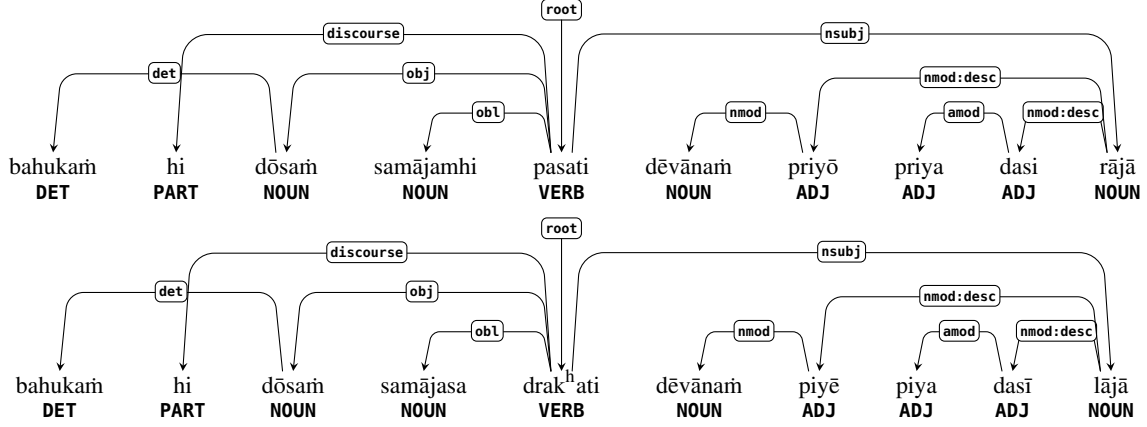 root
discourse nsubj
det obj nmod:desc
obl nmod amod nmod:desc
bahukaṁ hi dōsaṁ samājamhi pasati dēvānaṁ priyō priya dasi rājā
DET PART NOUN NOUN VERB NOUN ADJ ADJ ADJ NOUN
root
discourse nsubj
det obj nmod:desc
obl nmod amod nmod:desc
bahukaṁ hi dōsaṁ samājasa drakʰati dēvānaṁ piyē piya dasī lājā
DET PART NOUN NOUN VERB NOUN ADJ ADJ ADJ NOUN